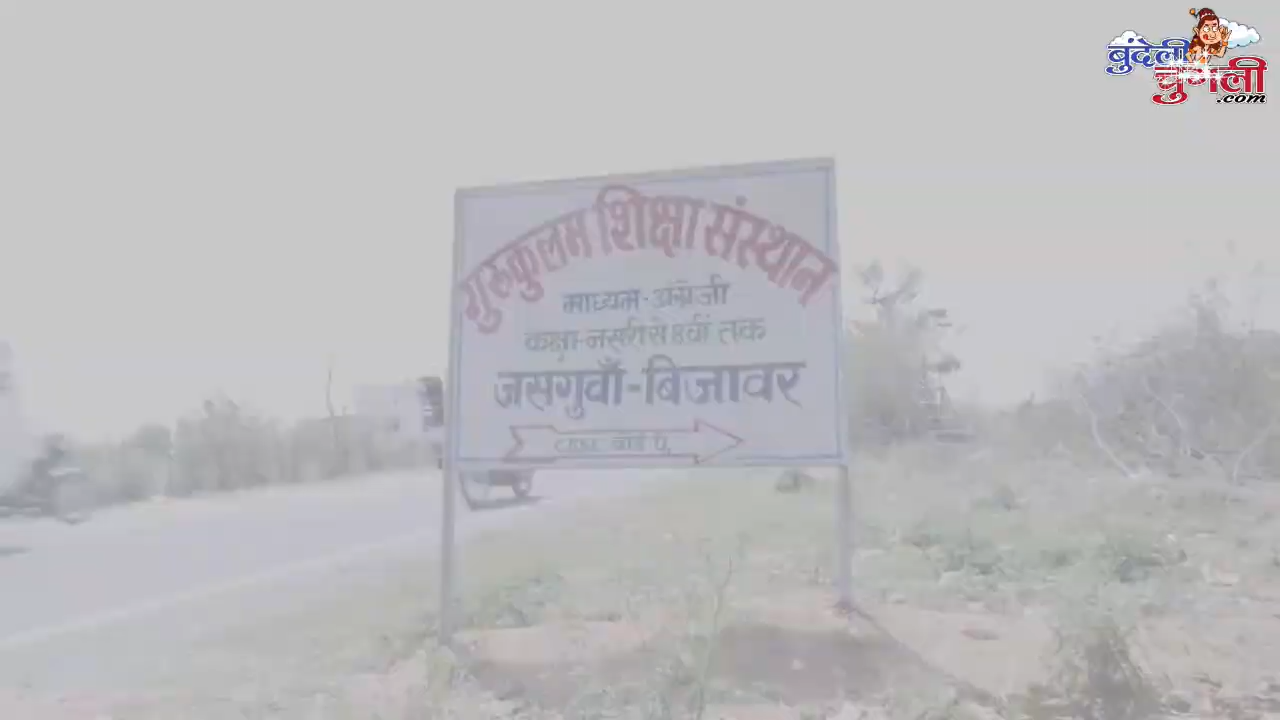 बुंदेली
चुगली
.com
गुरुकुलम शिक्षा संस्थान
माध्यम-अंग्रेजी
कक्षा-नर्सरी से 8वीं तक
जसगुवाँ-बिजावर